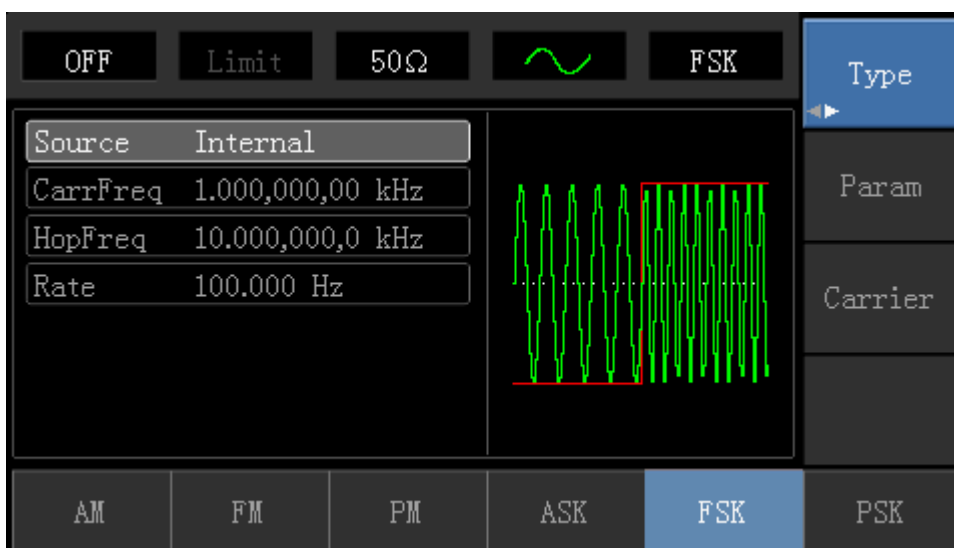 OFF Limit 50Ω FSK
Type
Source Internal
CarrFreq 1.000,000,00 kHz
HopFreq 10.000,000,0 kHz
Rate 100.000 Hz
Param
Carrier
AM FM PM ASK FSK PSK